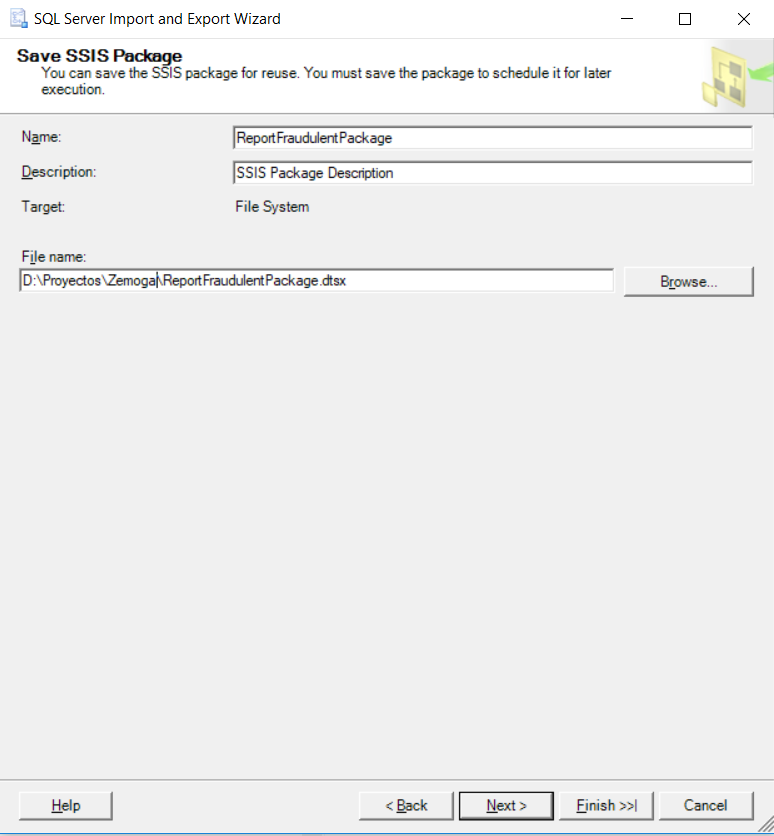 SQL Server Import and Export Wizard
Save SSIS Package
You can save the SSIS package for reuse. You must save the package to schedule it for later
execution.
Name:
ReportFraudulentPackage
Description:
SSIS Package Description
Target:
File System
File name:
D:\Proyectos\Zemoga\ReportFraudulentPackage.dtsx
Browse...
Help
< Back
Next >
Finish >>|
Cancel